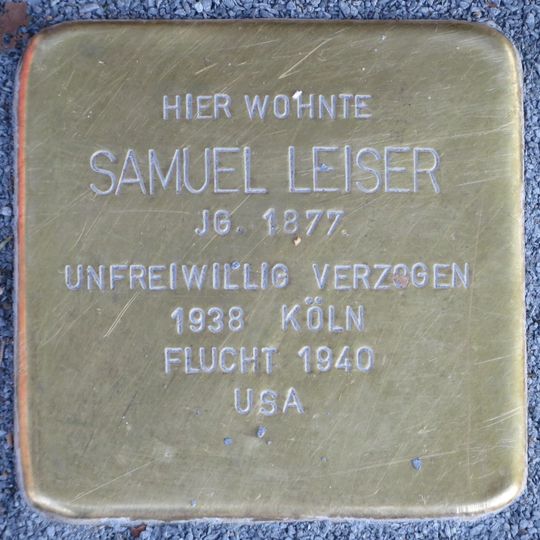 HIER WOHNTE
SAMUEL LEISER
JG. 1877
UNFREIWILLIG VERZOGEN
1938 KÖLN
FLUCHT 1940
USA